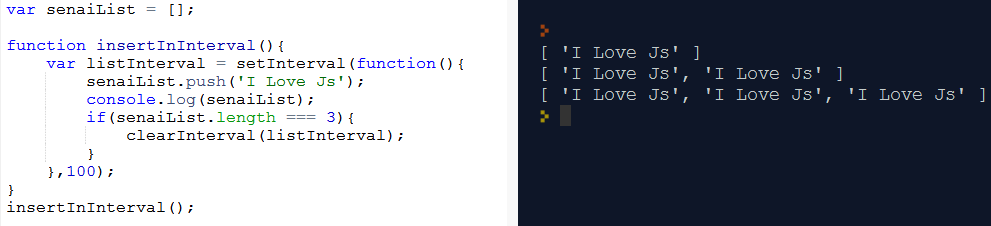 var senaiList = [];
function insertInInterval(){
    var listInterval = setInterval(function(){
        senaiList.push('I Love Js');
        console.log(senaiList);
        if(senaiList.length === 3){
            clearInterval(listInterval);
        }
    },100);
}
insertInInterval();
>
[ 'I Love Js' ]
[ 'I Love Js', 'I Love Js' ]
[ 'I Love Js', 'I Love Js', 'I Love Js' ]
>